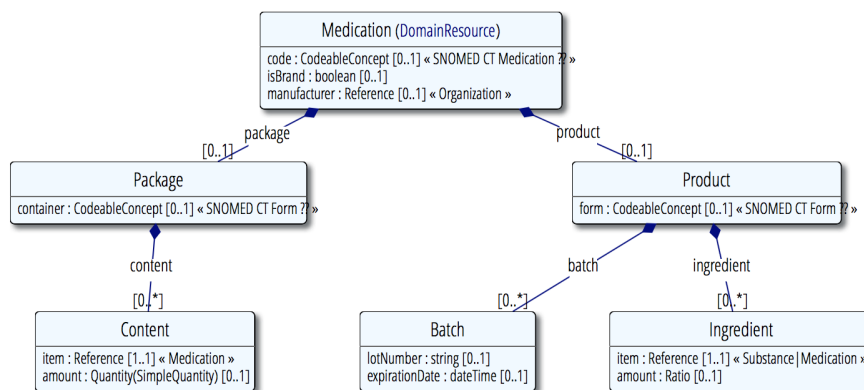 Medication (DomainResource)
code : CodeableConcept [0..1] « SNOMED CT Medication ?? »
isBrand : boolean [0..1]
manufacturer : Reference [0..1] « Organization »
package
product
[0..1]
[0..1]
Package
container : CodeableConcept [0..1] « SNOMED CT Form ?? »
Product
form : CodeableConcept [0..1] « SNOMED CT Form ?? »
content
batch
ingredient
[0..*]
[0..*]
[0..*]
Content
item : Reference [1..1] « Medication »
amount : Quantity(SimpleQuantity) [0..1]
Batch
lotNumber : string [0..1]
expirationDate : dateTime [0..1]
Ingredient
item : Reference [1..1] « Substance|Medication »
amount : Ratio [0..1]